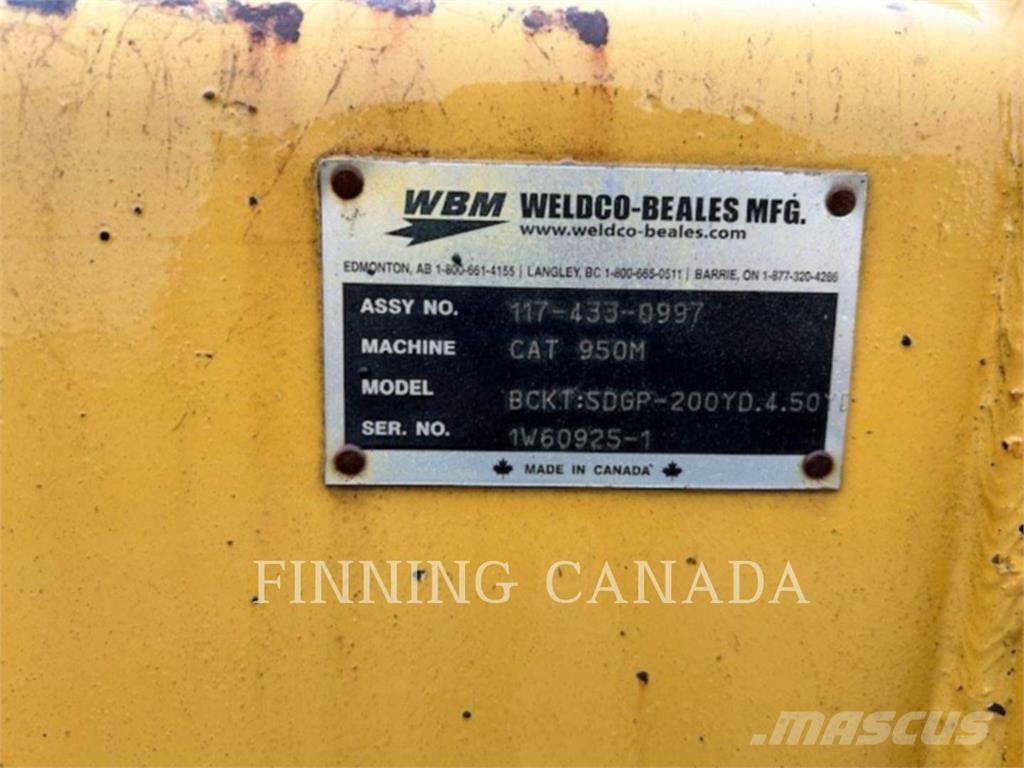 WBM WELDCO-BEALES MFG.
www.weldco-beales.com
EDMONTON, AB 1-800-661-4155 | LANGLEY, BC 1-800-665-0511 | BARRIE, ON 1-877-320-4286
ASSY NO. 117-433-0997
MACHINE CAT 950M
MODEL BCKT:SDGP-200YD.4.50YD
SER. NO. 1W60925-1
MADE IN CANADA
FINNING CANADA
MASCUS